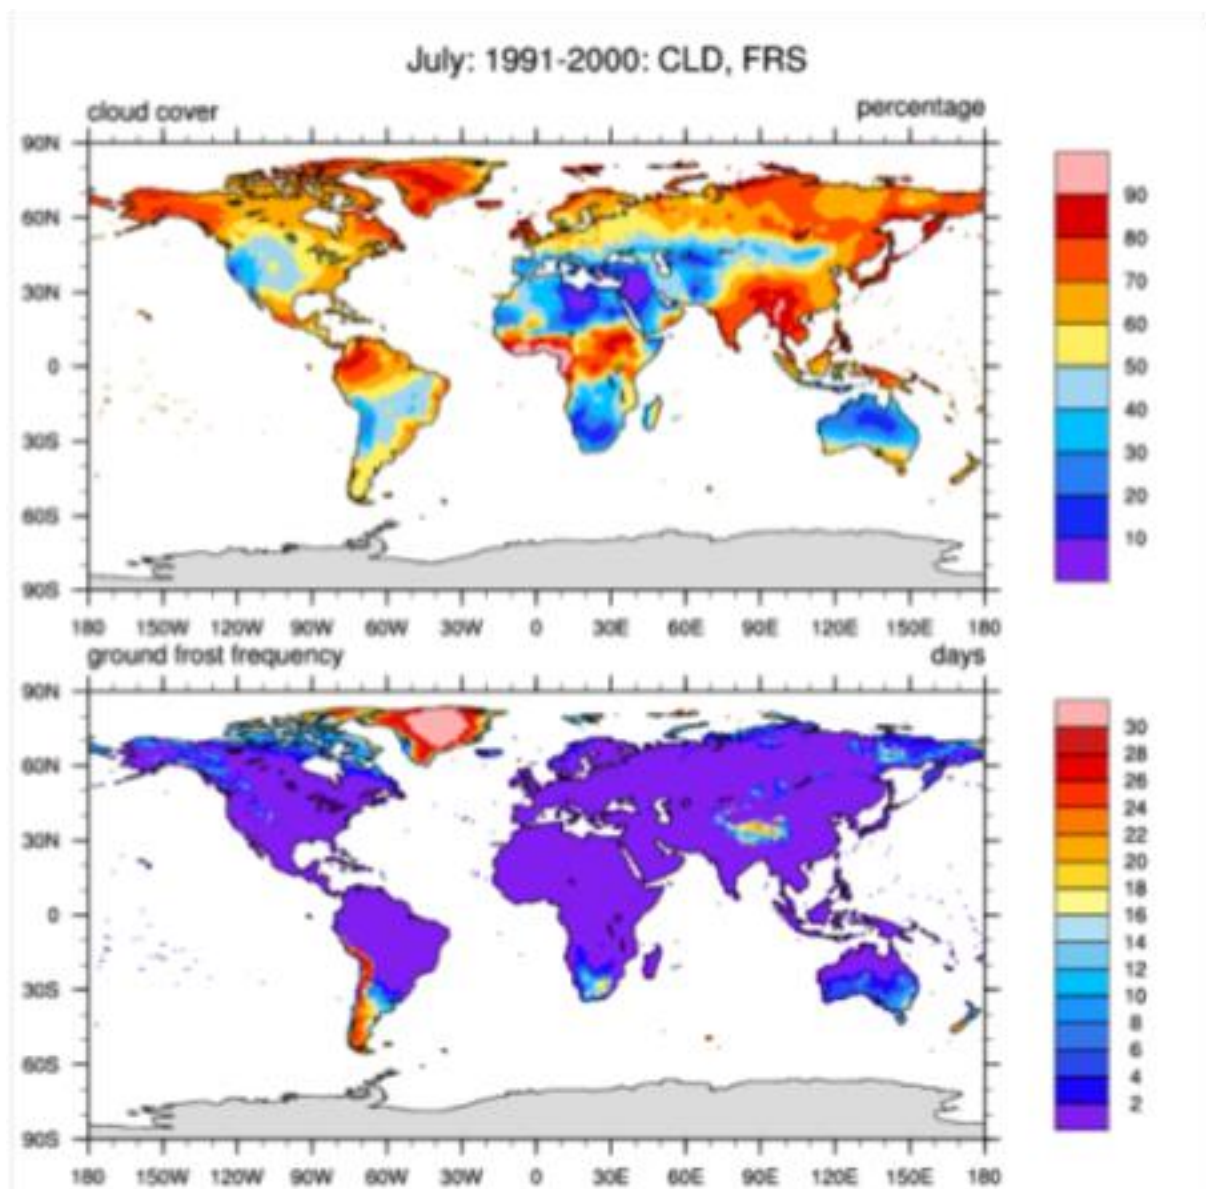 July: 1991-2000: CLD, FRS
cloud cover percentage
90N
60N
30N
0
30S
60S
90S
180 150W 120W 90W 60W 30W 0 30E 60E 90E 120E 150E 180
90
80
70
60
50
40
30
20
10
ground frost frequency days
90N
60N
30N
0
30S
60S
90S
180 150W 120W 90W 60W 30W 0 30E 60E 90E 120E 150E 180
30
28
26
24
22
20
18
16
14
12
10
8
6
4
2